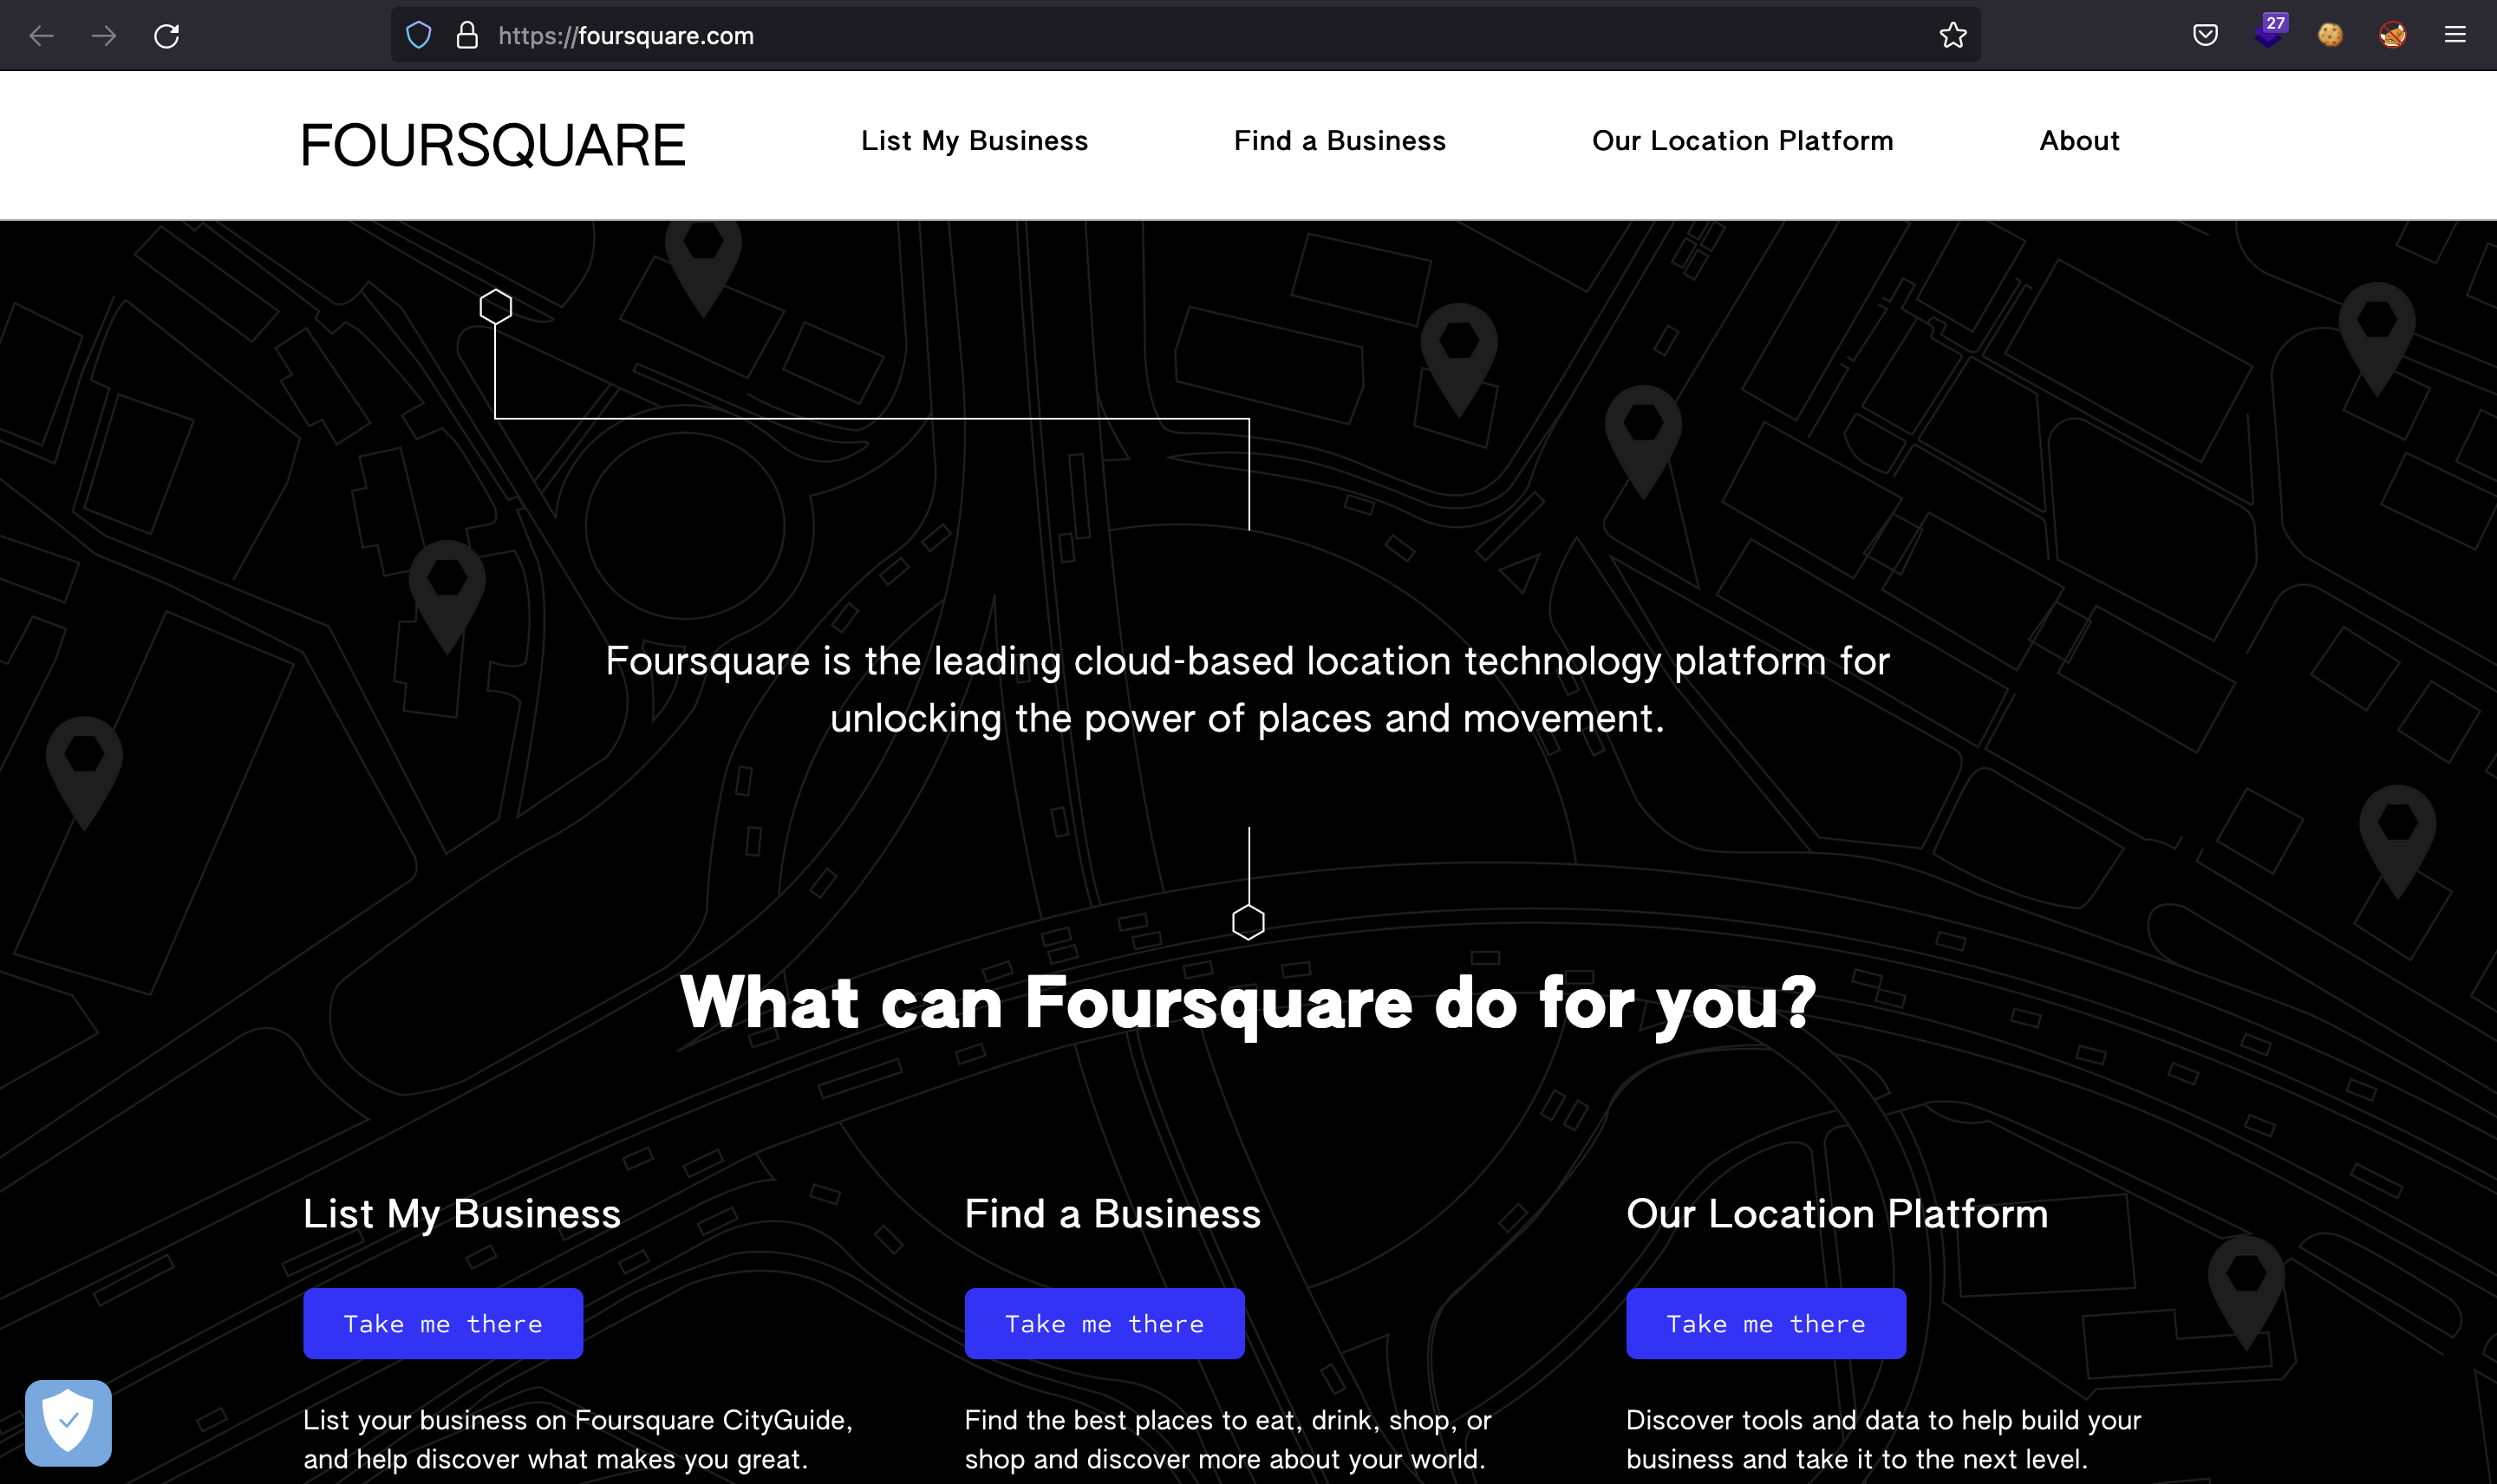 27
https://foursquare.com
FOURSQUARE
List My Business
Find a Business
Our Location Platform
About
Foursquare is the leading cloud-based location technology platform for
unlocking the power of places and movement.
What can Foursquare do for you?
List My Business
Find a Business
Our Location Platform
Take me there
Take me there
Take me there
List your business on Foursquare CityGuide,
and help discover what makes you great.
Find the best places to eat, drink, shop, or
shop and discover more about your world.
Discover tools and data to help build your
business and take it to the next level.